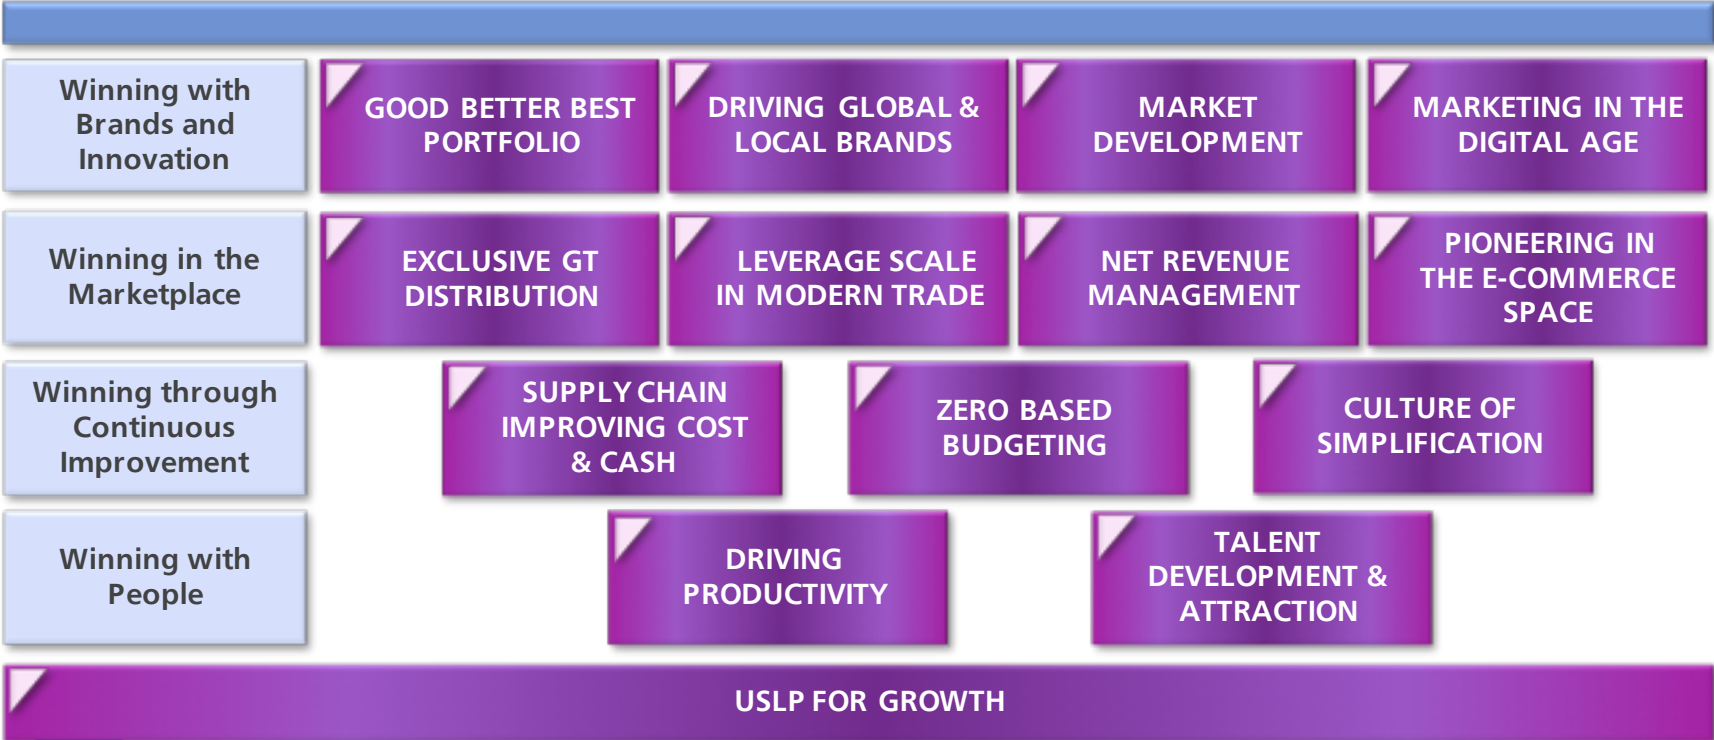 Winning with
Brands and
Innovation
GOOD BETTER BEST
PORTFOLIO
DRIVING GLOBAL &
LOCAL BRANDS
MARKET
DEVELOPMENT
MARKETING IN THE
DIGITAL AGE
Winning in the
Marketplace
EXCLUSIVE GT
DISTRIBUTION
LEVERAGE SCALE
IN MODERN TRADE
NET REVENUE
MANAGEMENT
PIONEERING IN
THE E-COMMERCE
SPACE
Winning through
Continuous
Improvement
SUPPLY CHAIN
IMPROVING COST
& CASH
ZERO BASED
BUDGETING
CULTURE OF
SIMPLIFICATION
Winning with
People
DRIVING
PRODUCTIVITY
TALENT
DEVELOPMENT &
ATTRACTION
USLP FOR GROWTH